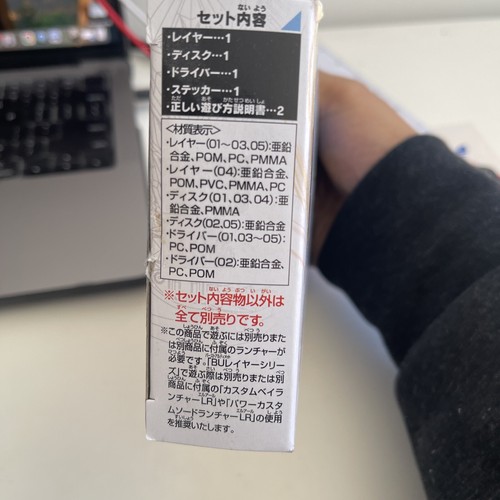 セット内容
・レイヤー…1
・ディスク…1
・ドライバー…1
・ステッカー…1
・正しい遊び方説明書…2
<材質表示>
・レイヤー(01～03,05):亜鉛
合金、POM、PC、PMMA
・レイヤー(04):亜鉛合金、
POM、PVC、PMMA、PC
・ディスク(01、03、04):亜
鉛合金、PMMA
・ディスク(02、05):亜鉛合金
・ドライバー(01、03～05):
PC、POM
・ドライバー(02):亜鉛合金、
PC、POM
※セット内容物以外は
全て別売りです。
※この商品で遊ぶには別売りまた
は別商品に付属のランチャーが
必要です。「BUレイヤーシリー
ズ」で遊ぶ際は別売りまたは別
商品に付属の「カスタムベイラ
ンチャーLR」や「パワーカスタ
ムソードランチャーLR」の使用
を推奨いたします。